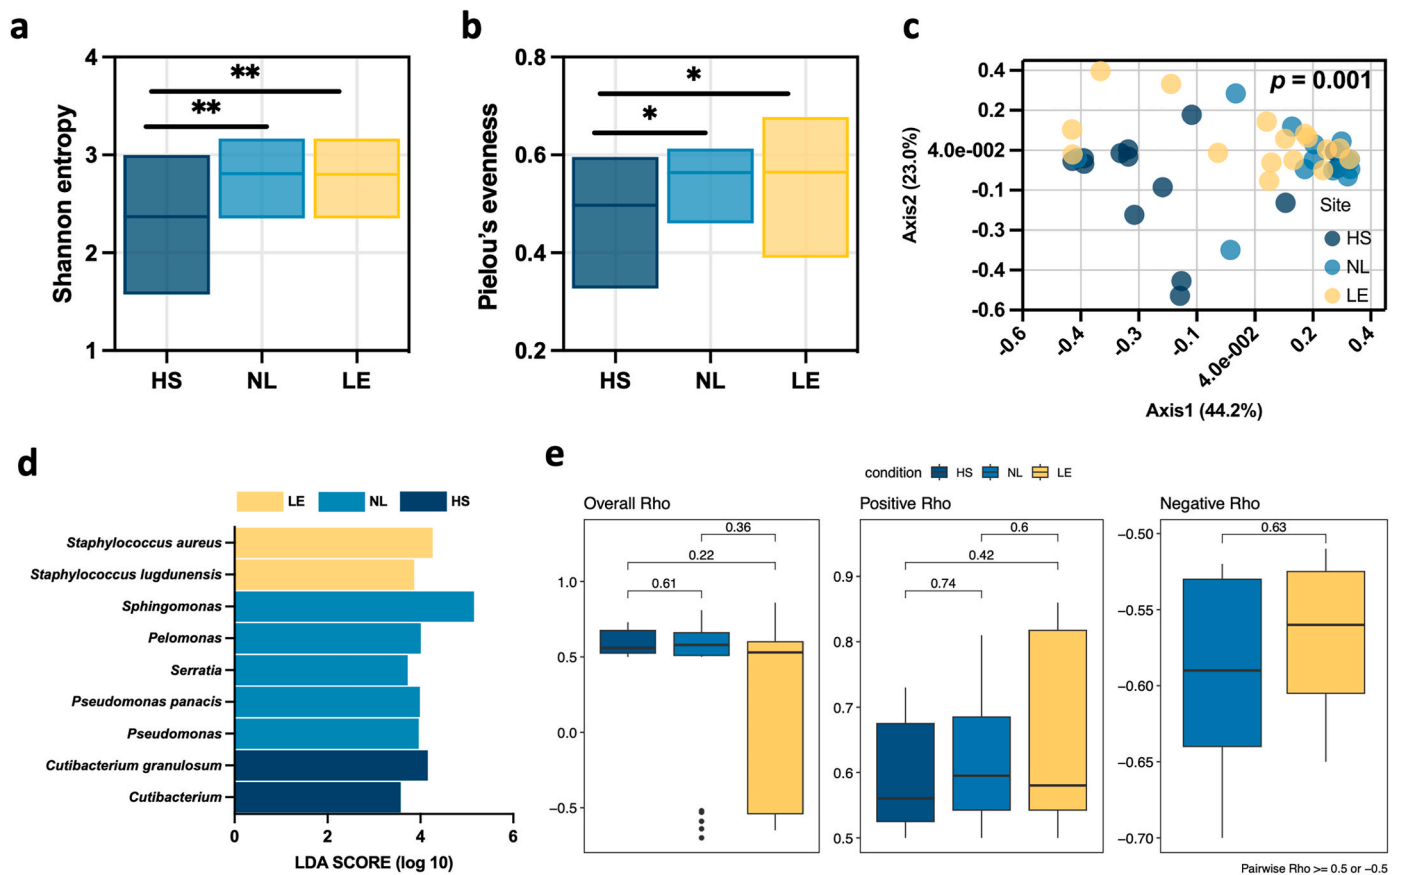 a
Shannon entropy
4
3
2
1
**
**
HS NL LE
b
Pielou's evenness
0.8
0.6
0.4
0.2
*
*
HS NL LE
c
Axis2 (23.0%)
0.4
0.2
4.0e-002
-0.1
-0.3
-0.4
-0.6
p = 0.001
Site
HS
NL
LE
-0.6 -0.4 -0.3 -0.1 4.0e-002 0.2 0.4
Axis1 (44.2%)
d
LE NL HS
Staphylococcus aureus
Staphylococcus lugdunensis
Sphingomonas
Pelomonas
Serratia
Pseudomonas panacis
Pseudomonas
Cutibacterium granulosum
Cutibacterium
0 2 4 6
LDA SCORE (log 10)
e
condition HS NL LE
Overall Rho
0.36
0.22
0.61
1.0
0.5
0.0
−0.5
Positive Rho
0.6
0.42
0.74
0.9
0.8
0.7
0.6
0.5
Negative Rho
0.63
−0.50
−0.55
−0.60
−0.65
−0.70
Pairwise Rho >= 0.5 or −0.5